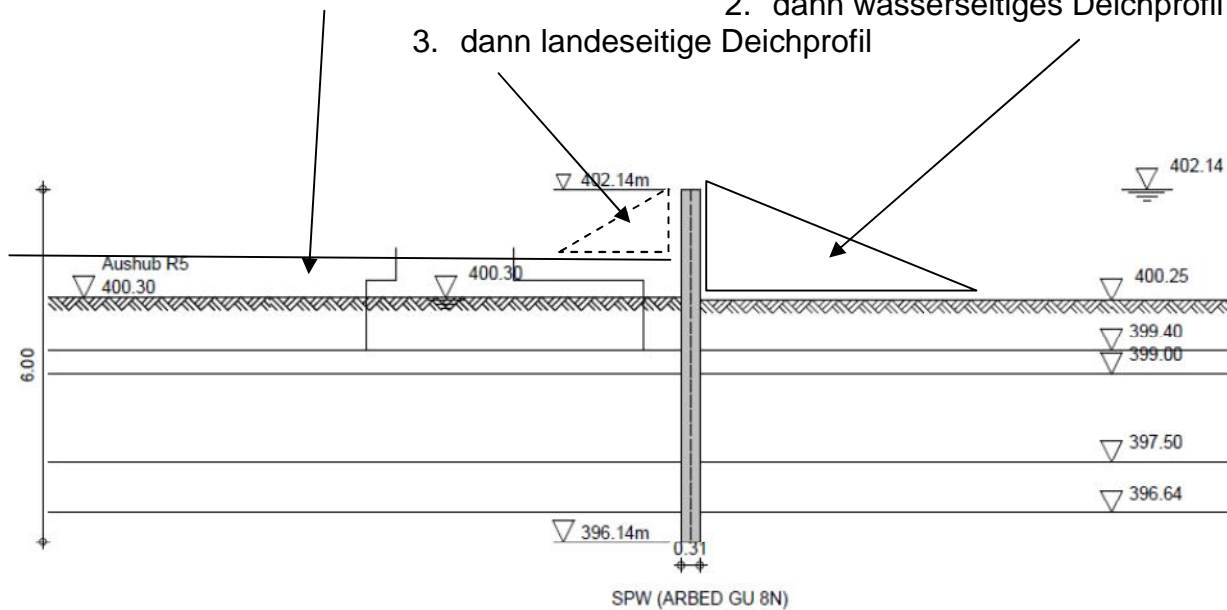 2. dann wasserseitiges Deichprofil
3. dann landeseitige Deichprofil
402.14m
402.14
Aushub R5
400.30
400.30
400.25
399.40
399.00
6.00
397.50
396.64
396.14m
0.31
SPW (ARBED GU 8N)